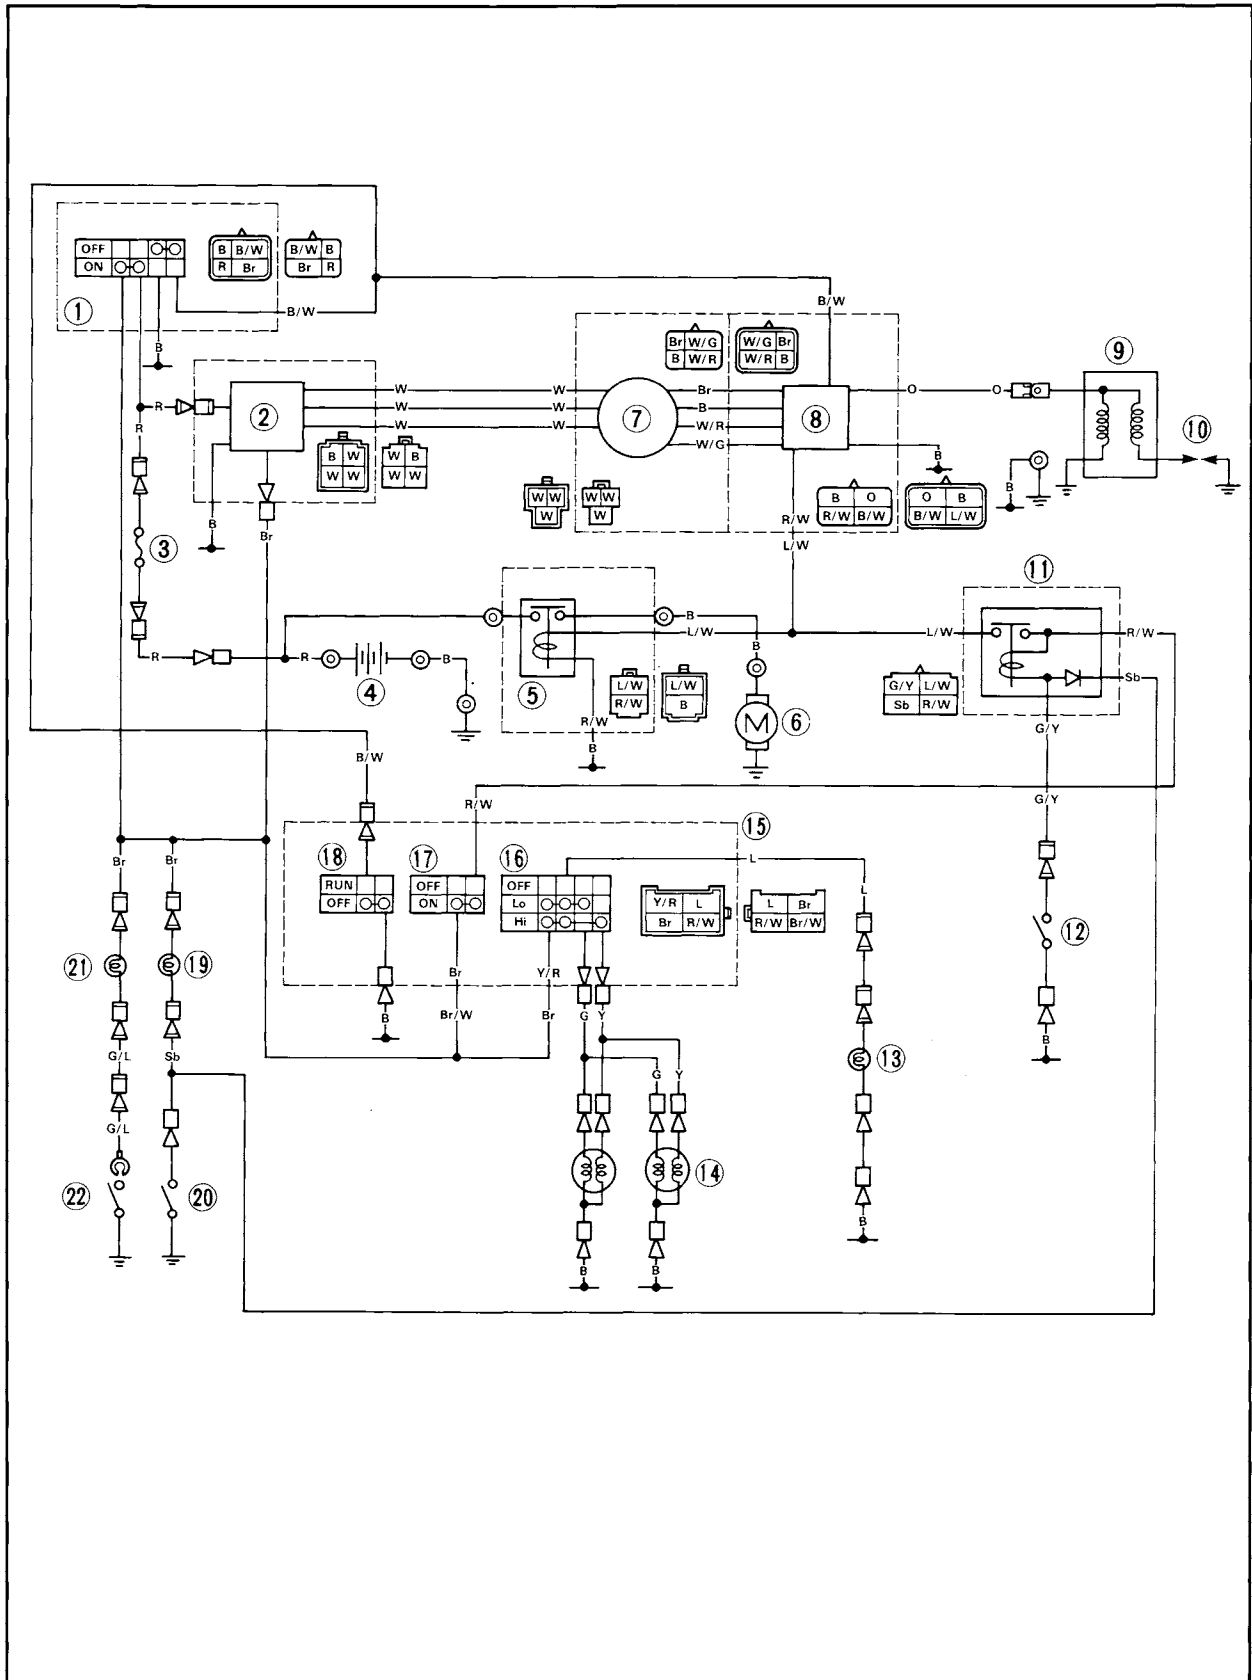 OFF
ON
B B/W
R Br
B/W B
Br R
1
B/W
B/W
B
Br W/G
B W/R
W/G Br
W/R B
9
R
R
2
W W
W W
W W
7
Br
B
W/R
W/G
8
O O
10
B W
W W
W B
W W
B
B
B
Br
3
W W
W
W W
W
B O
R/W B/W
O B
B/W L/W
R/W
L/W
11
R
R
4
B
5
B
L/W
L/W
R/W
Sb
B
L/W
R/W
L/W
B
G/Y L/W
Sb R/W
6
M
R/W
B
G/Y
B/W
R/W
G/Y
15
18
17
16
L
Br
Br
RUN
OFF
OFF
ON
OFF
Lo
Hi
Y/R L
Br R/W
L Br
R/W Br/W
L
12
21
19
Br
Y/R
B
Br/W
Br
G
Y
B
G/L
Sb
G
Y
13
G/L
22
20
14
B
B
B